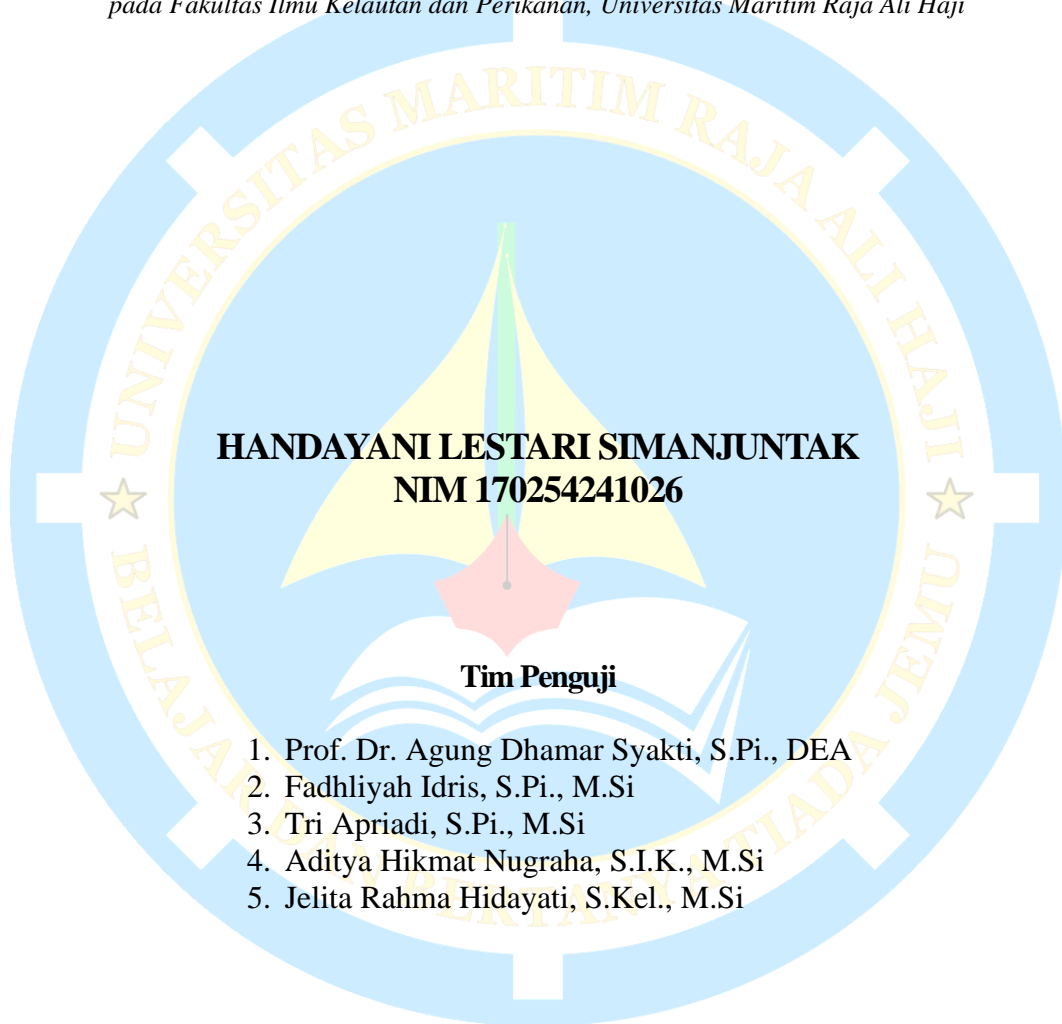 pada Fakultas Ilmu Kelautan dan Perikanan, Universitas Maritim Raja Ali Haji
UNIVERSITAS MARITIM RAJA ALI HAJI
HANDAYANI LESTARI SIMANJUNTAK
NIM 170254241026
Tim Penguji
1. Prof. Dr. Agung Dhamar Syakti, S.Pi., DEA
2. Fadhliyah Idris, S.Pi., M.Si
3. Tri Apriadi, S.Pi., M.Si
4. Aditya Hikmat Nugraha, S.I.K., M.Si
5. Jelita Rahma Hidayati, S.Kel., M.Si
BELAJAR DAN BERTANYA TIADA JEMU